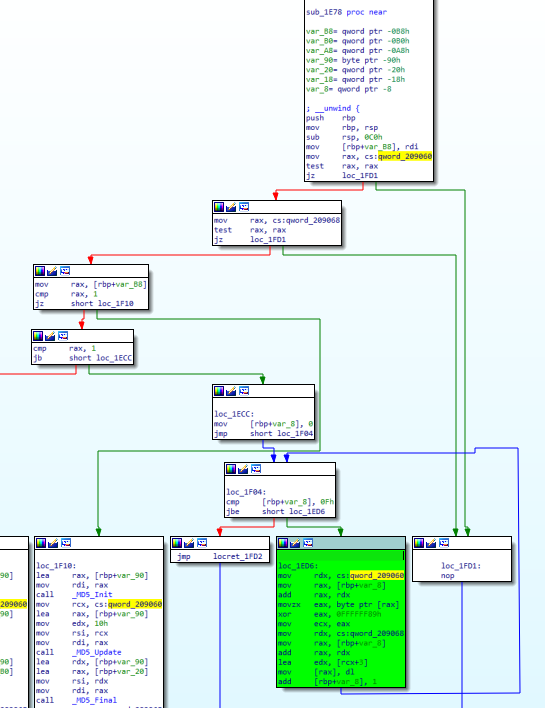 sub_1E78 proc near
var_B8= qword ptr -0B8h
var_B0= qword ptr -0B0h
var_A8= qword ptr -0A8h
var_90= byte ptr -90h
var_20= qword ptr -20h
var_18= qword ptr -18h
var_8= qword ptr -8
; __unwind {
push rbp
mov rbp, rsp
sub rsp, 0C0h
mov [rbp+var_B8], rdi
mov rax, cs:qword_209060
test rax, rax
jz loc_1FD1
mov rax, cs:qword_209068
test rax, rax
jz loc_1FD1
mov rax, [rbp+var_B8]
cmp rax, 1
jz short loc_1F10
cmp rax, 1
jb short loc_1ECC
loc_1ECC:
mov [rbp+var_8], 0
jmp short loc_1F04
loc_1F04:
cmp [rbp+var_8], 0Fh
jbe short loc_1ED6
90]
209060
90]
90]
20]
loc_1F10:
lea rax, [rbp+var_90]
mov rdi, rax
call _MD5_Init
mov rcx, cs:qword_209060
lea rax, [rbp+var_90]
mov edx, 10h
mov rsi, rcx
mov rdi, rax
call _MD5_Update
lea rdx, [rbp+var_90]
lea rax, [rbp+var_20]
mov rsi, rdx
mov rdi, rax
call _MD5_Final
jmp locret_1FD2
loc_1ED6:
mov rdx, cs:qword_209060
mov rax, [rbp+var_8]
add rax, rdx
movzx eax, byte ptr [rax]
xor eax, 0FFFFFF89h
mov ecx, eax
mov rdx, cs:qword_209068
mov rax, [rbp+var_8]
add rax, rdx
lea edx, [rcx+3]
mov [rax], dl
add [rbp+var_8], 1
loc_1FD1:
nop